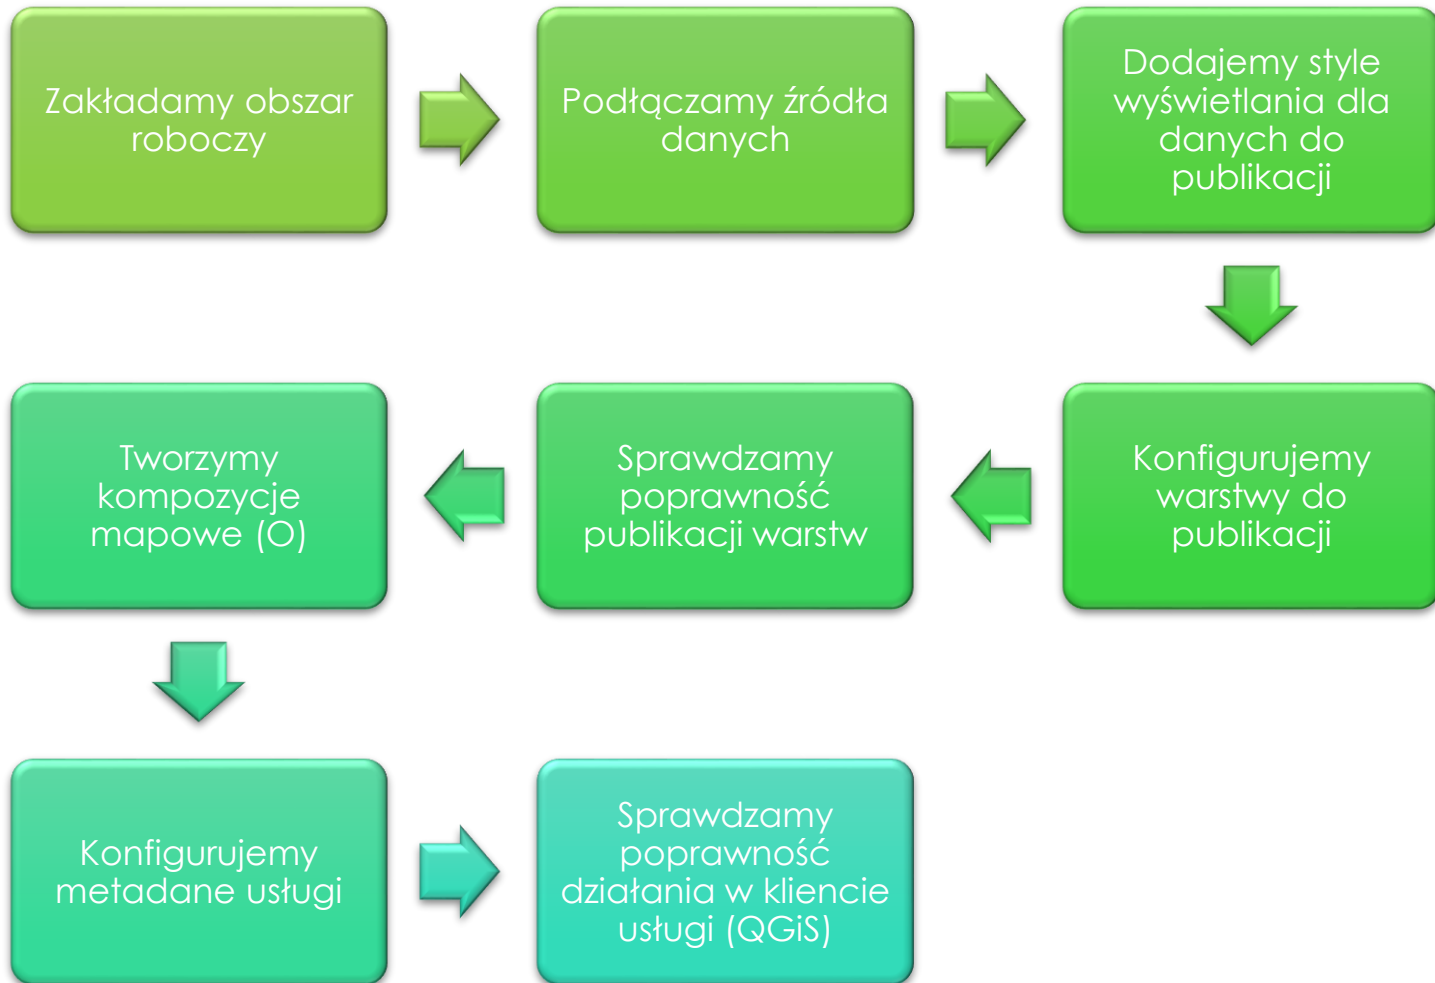 Zakładamy obszar
roboczy
Podłączamy źródła
danych
Dodajemy style
wyświetlania dla
danych do
publikacji
Konfigurujemy
warstwy do
publikacji
Sprawdzamy
poprawność
publikacji warstw
Tworzymy
kompozycje
mapowe (O)
Konfigurujemy
metadane usługi
Sprawdzamy
poprawność
działania w kliencie
usługi (QGiS)